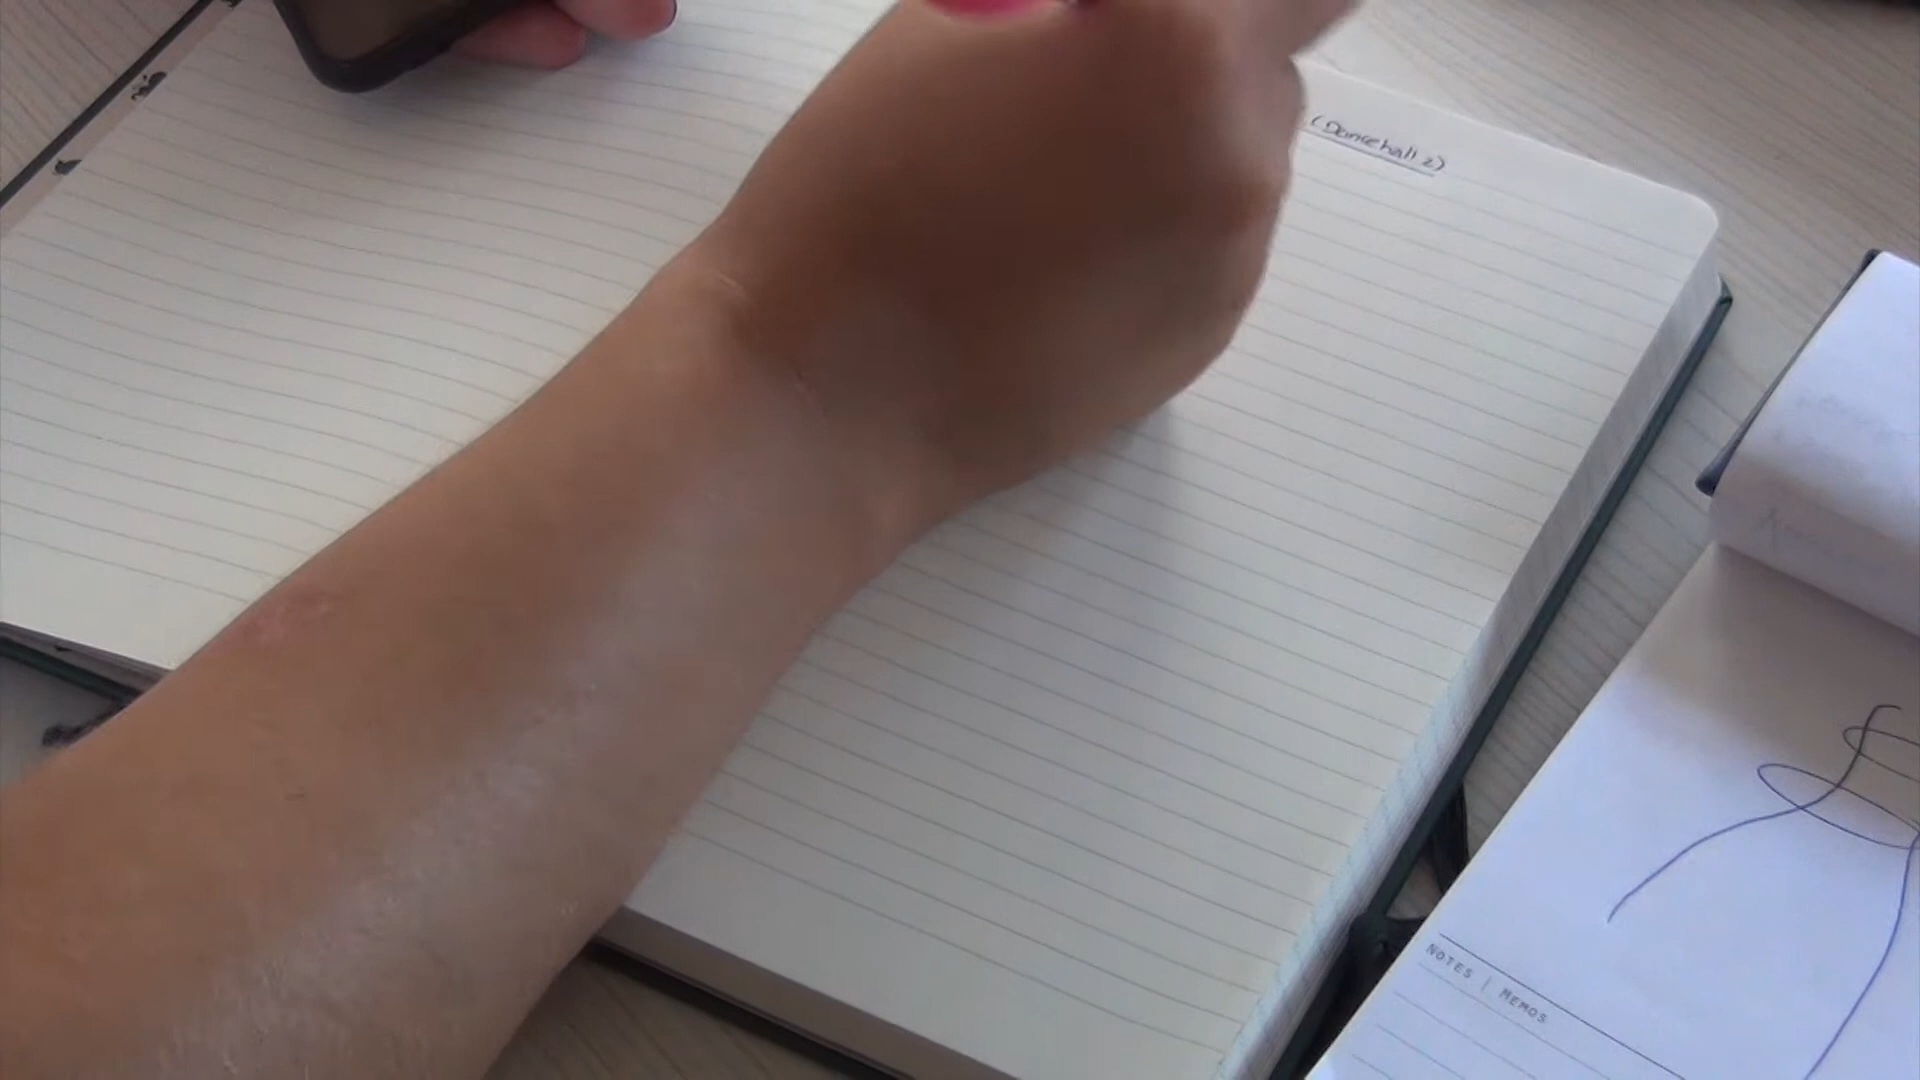 (Dancehall 2)
NOTES | MEMOS